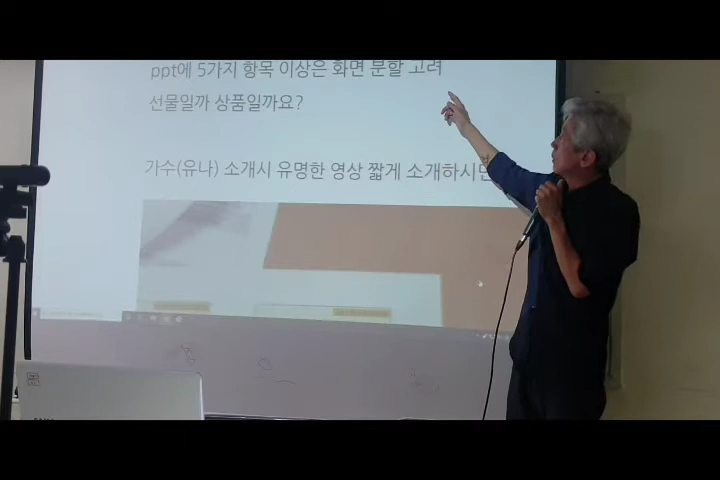 ppt에 5가지 항목 이상은 화면 분할 고려
선물일까 상품일까요?
가수(유나) 소개시 유명한 영상 짧게 소개하시면